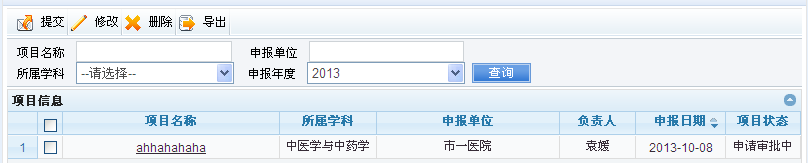 提交 修改 删除 导出
项目名称 申报单位
所属学科 --请选择-- 申报年度 2013 查询
项目信息
项目名称 所属学科 申报单位 负责人 申报日期 项目状态
1 ahhahahaha 中医学与中药学 市一医院 袁媛 2013-10-08 申请审批中